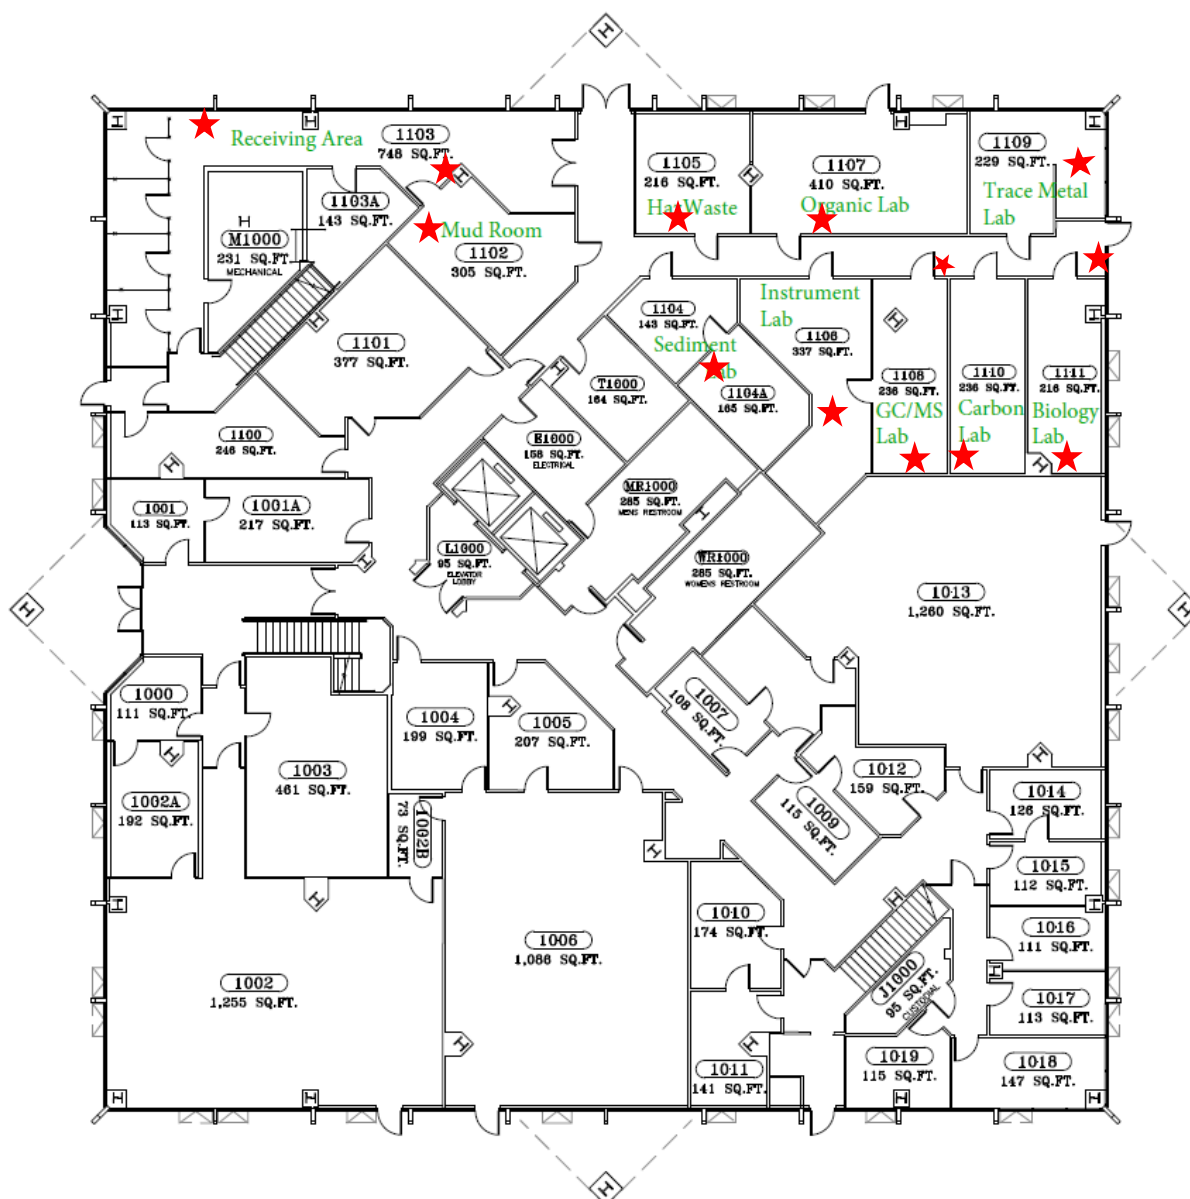 H
H
H
H
Receiving Area
1103
748 SQ.FT.
H
1103A
143 SQ.FT.
H
M1000
231 SQ.FT.
MECHANICAL
Mud Room
1102
305 SQ.FT.
1105
216 SQ.FT.
HazWaste
H
1107
410 SQ.FT.
Organic Lab
H
1109
229 SQ.FT.
Trace Metal
Lab
H
H
1101
377 SQ.FT.
1104
143 SQ.FT.
Sediment
Lab
Instrument
Lab
1106
337 SQ.FT.
H
1108
236 SQ.FT.
GC/MS
Lab
1110
236 SQ.FT.
Carbon
Lab
1111
216 SQ.FT.
Biology
Lab
H
H
T1000
164 SQ.FT.
1104A
165 SQ.FT.
1100
246 SQ.FT.
H
E1000
158 SQ.FT.
ELECTRICAL
MR1000
285 SQ.FT.
MENS RESTROOM
H
1001
113 SQ.FT.
1001A
217 SQ.FT.
H
L1000
95 SQ.FT.
ELEVATOR
LOBBY
WR1000
285 SQ.FT.
WOMENS RESTROOM
1013
1,260 SQ.FT.
H
H
H
1000
111 SQ.FT.
H
1004
199 SQ.FT.
H
1005
207 SQ.FT.
1007
108 SQ.FT.
H
1003
461 SQ.FT.
1012
159 SQ.FT.
1002A
192 SQ.FT.
1002B
73 SQ.FT.
1009
115 SQ.FT.
1014
126 SQ.FT.
H
1015
112 SQ.FT.
H
H
H
H
1010
174 SQ.FT.
1016
111 SQ.FT.
H
1006
1,086 SQ.FT.
1002
1,255 SQ.FT.
J1000
95 SQ.FT.
CUSTODIAL
1017
113 SQ.FT.
H
H
1011
141 SQ.FT.
1019
115 SQ.FT.
1018
147 SQ.FT.
H
H
H
H
H